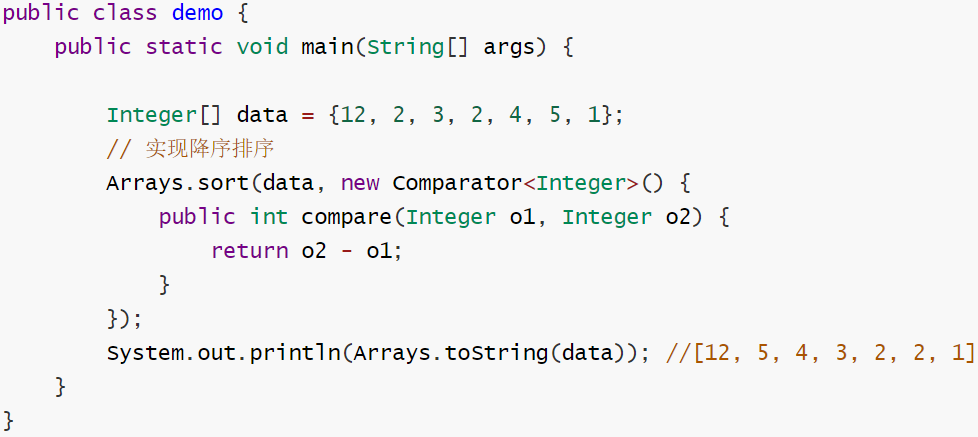 public class demo {
    public static void main(String[] args) {

        Integer[] data = {12, 2, 3, 2, 4, 5, 1};
        // 实现降序排序
        Arrays.sort(data, new Comparator<Integer>() {
            public int compare(Integer o1, Integer o2) {
                return o2 - o1;
            }
        });
        System.out.println(Arrays.toString(data)); //[12, 5, 4, 3, 2, 2, 1]
    }
}